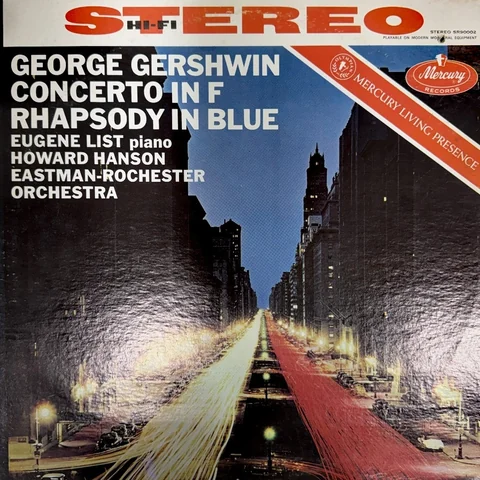 STEREO
HI-FI
STEREO SR90002
PLAYABLE ON MODERN MONAURAL EQUIPMENT
GEORGE GERSHWIN
CONCERTO IN F
RHAPSODY IN BLUE
EUGENE LIST piano
HOWARD HANSON
EASTMAN-ROCHESTER
ORCHESTRA
MERCURY LIVING PRESENCE
Mercury
RECORDS